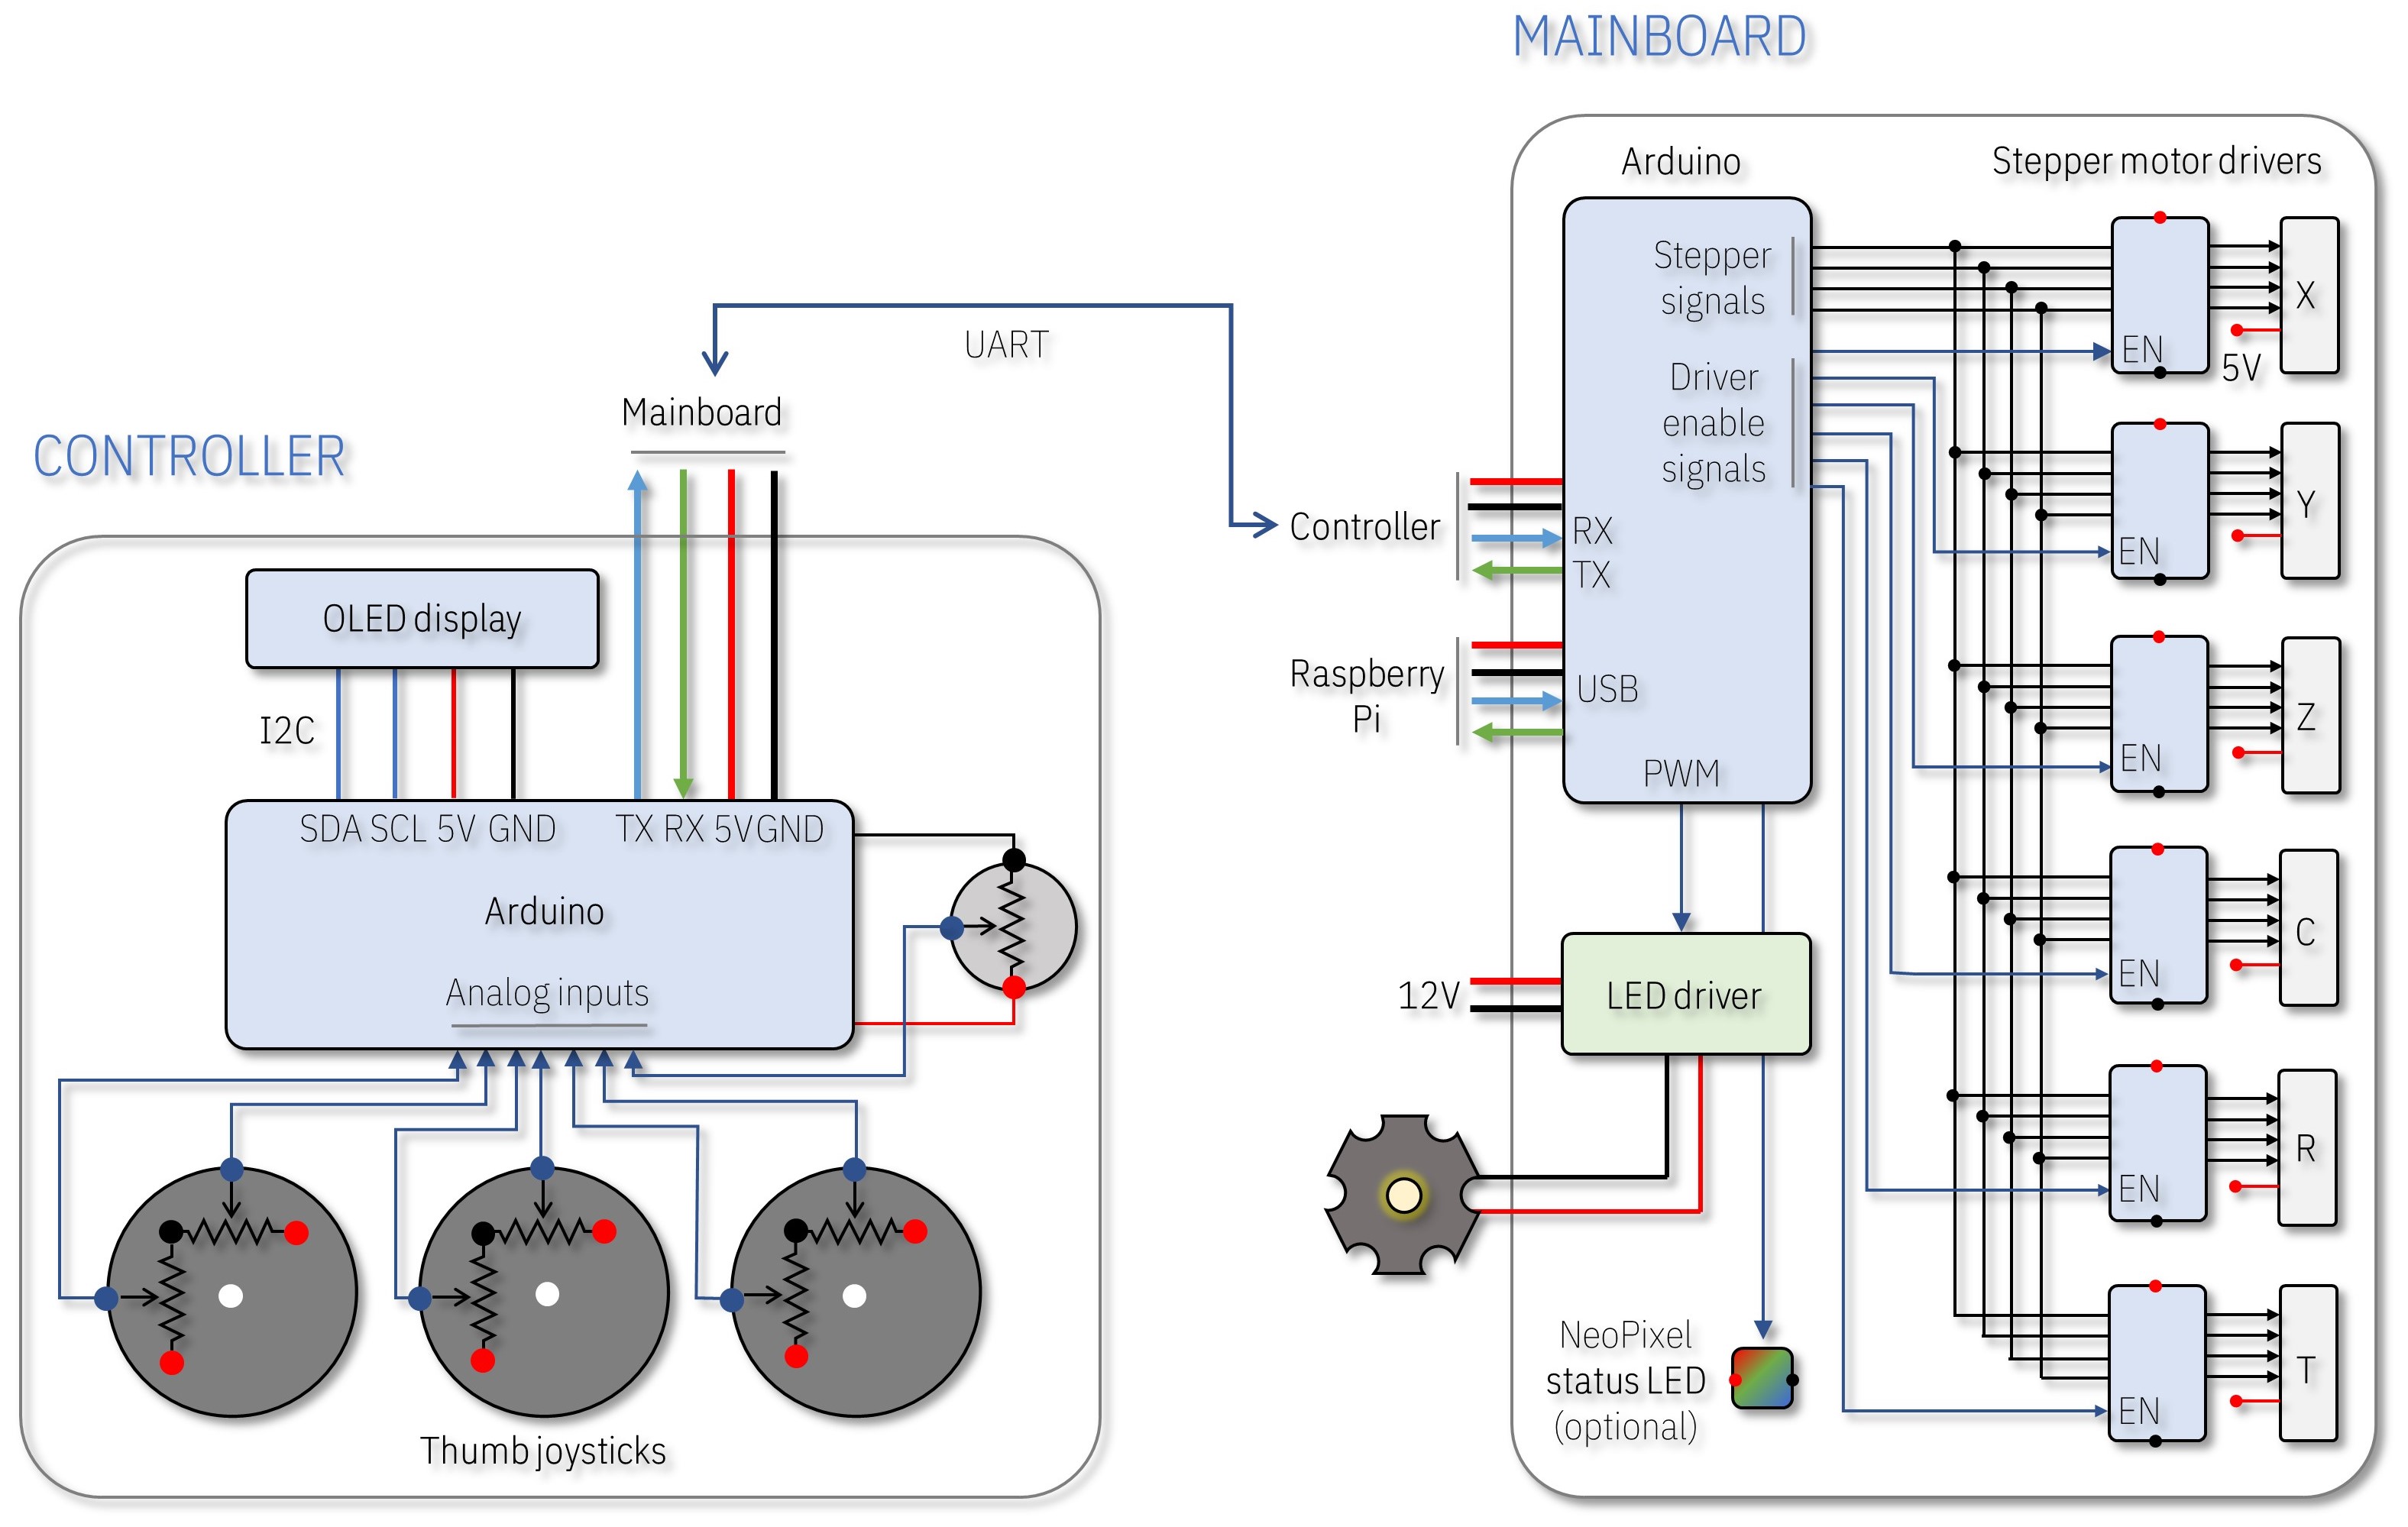 MAINBOARD
Arduino
Stepper motor drivers
Stepper
signals
X
EN
5V
Driver
enable
signals
Y
EN
UART
Mainboard
CONTROLLER
Controller
RX
TX
OLED display
Raspberry
Pi
USB
Z
EN
I2C
PWM
SDA SCL 5V GND
TX RX 5V GND
Arduino
Analog inputs
C
EN
12V
LED driver
R
EN
NeoPixel
status LED
(optional)
T
EN
Thumb joysticks